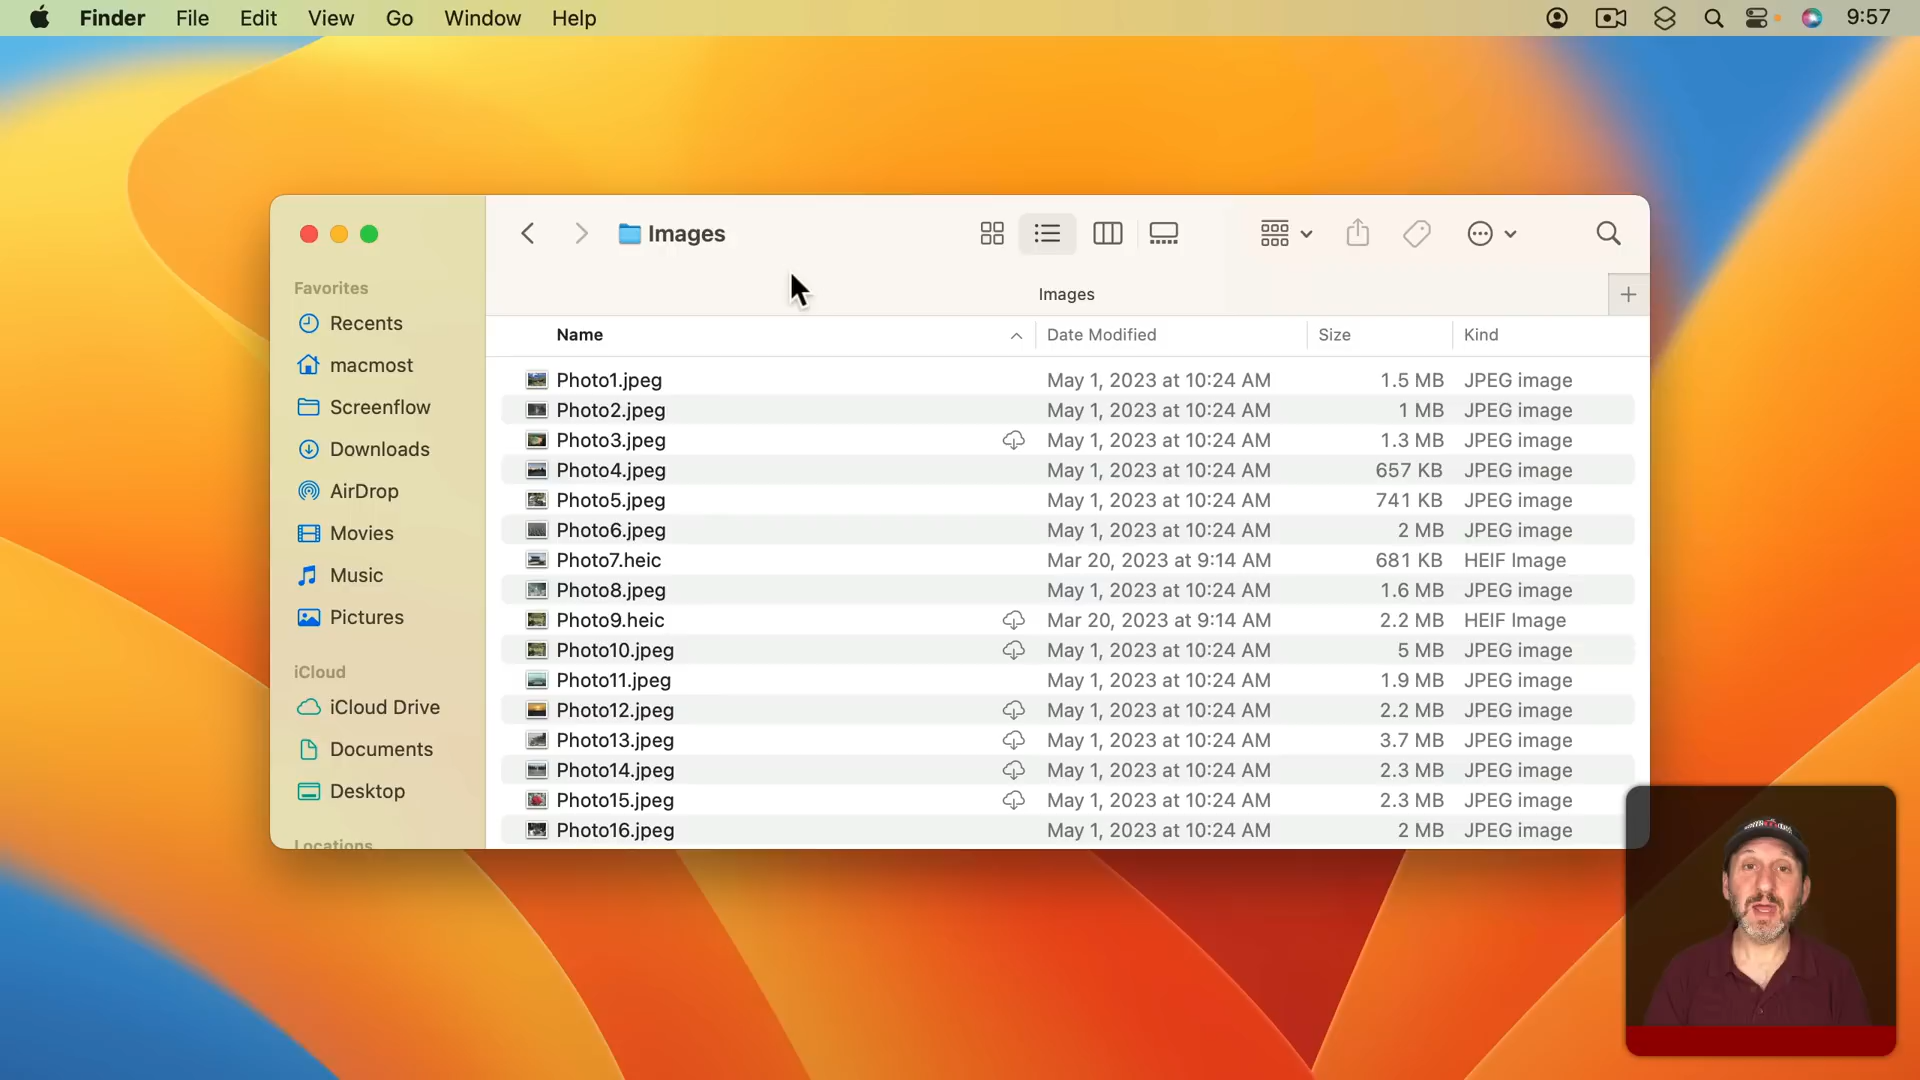 Finder File Edit View Go Window Help 9:57
Images
Favorites
Recents
macmost
Screenflow
Downloads
AirDrop
Movies
Music
Pictures
iCloud
iCloud Drive
Documents
Desktop
Locations
Images
Name Date Modified Size Kind
Photo1.jpeg May 1, 2023 at 10:24 AM 1.5 MB JPEG image
Photo2.jpeg May 1, 2023 at 10:24 AM 1 MB JPEG image
Photo3.jpeg May 1, 2023 at 10:24 AM 1.3 MB JPEG image
Photo4.jpeg May 1, 2023 at 10:24 AM 657 KB JPEG image
Photo5.jpeg May 1, 2023 at 10:24 AM 741 KB JPEG image
Photo6.jpeg May 1, 2023 at 10:24 AM 2 MB JPEG image
Photo7.heic Mar 20, 2023 at 9:14 AM 681 KB HEIF Image
Photo8.jpeg May 1, 2023 at 10:24 AM 1.6 MB JPEG image
Photo9.heic Mar 20, 2023 at 9:14 AM 2.2 MB HEIF Image
Photo10.jpeg May 1, 2023 at 10:24 AM 5 MB JPEG image
Photo11.jpeg May 1, 2023 at 10:24 AM 1.9 MB JPEG image
Photo12.jpeg May 1, 2023 at 10:24 AM 2.2 MB JPEG image
Photo13.jpeg May 1, 2023 at 10:24 AM 3.7 MB JPEG image
Photo14.jpeg May 1, 2023 at 10:24 AM 2.3 MB JPEG image
Photo15.jpeg May 1, 2023 at 10:24 AM 2.3 MB JPEG image
Photo16.jpeg May 1, 2023 at 10:24 AM 2 MB JPEG image